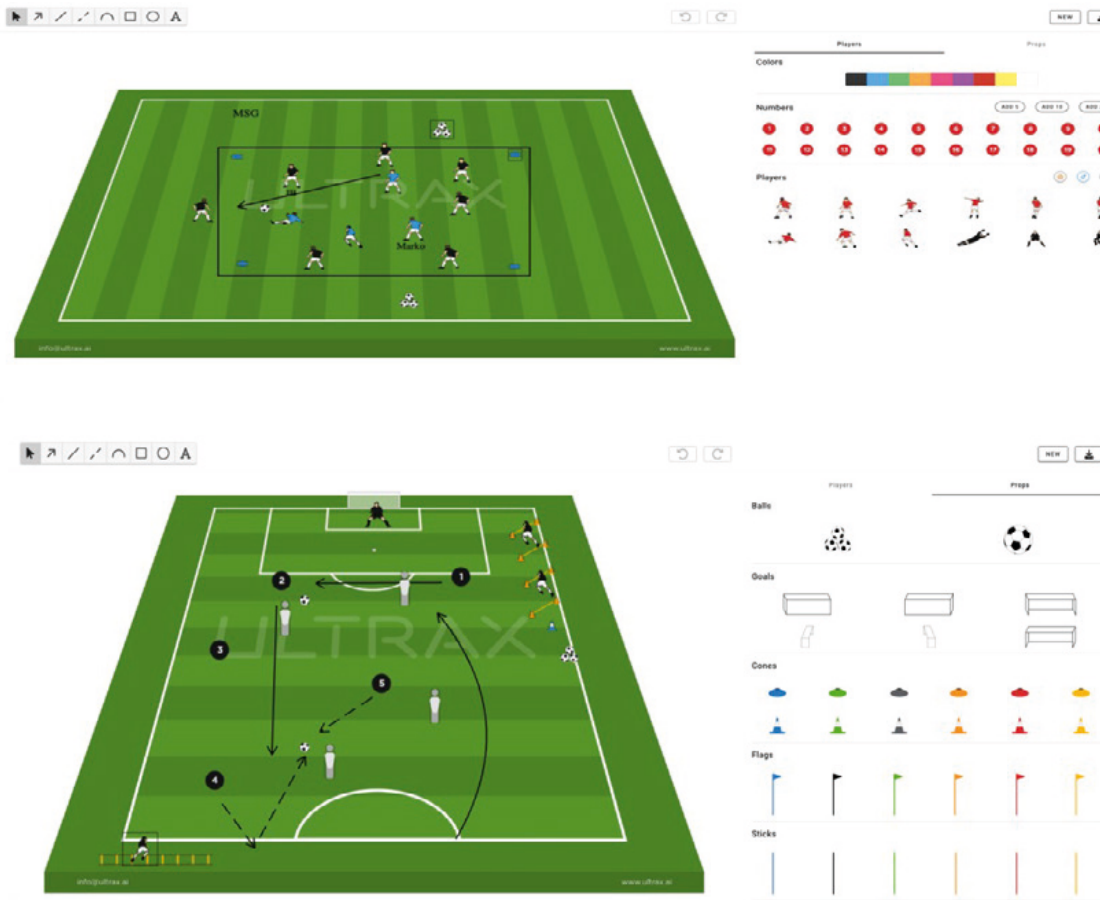 A
NEW
Players
Props
Colors
MSG
Numbers
ADD 5
ADD 10
ADD
1 2 3 4 5 6 7 8 9
11 12 13 14 15 16 17 18 19
Players
ULTRAX
Marko
info@ultrax.ai
www.ultrax.ai
A
NEW
Players
Props
Balls
Goals
1
2
ULTRAX
3
Cones
5
4
Flags
Sticks
info@ultrax.ai
www.ultrax.ai